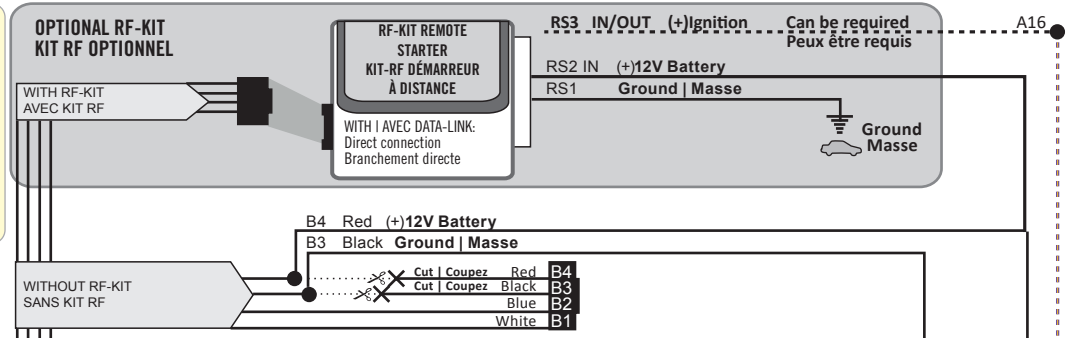 OPTIONAL RF-KIT
KIT RF OPTIONNEL
RF-KIT REMOTE
STARTER
KIT-RF DÉMARREUR
À DISTANCE
RS3 IN/OUT (+)Ignition
Can be required
Peux être requis
A16
RS2 IN (+)12V Battery
RS1 Ground | Masse
WITH RF-KIT
AVEC KIT RF
WITH | AVEC DATA-LINK:
Direct connection
Branchement directe
Ground
Masse
B4 Red (+)12V Battery
B3 Black Ground | Masse
WITHOUT RF-KIT
SANS KIT RF
Cut | Coupez Red B4
Cut | Coupez Black B3
Blue B2
White B1